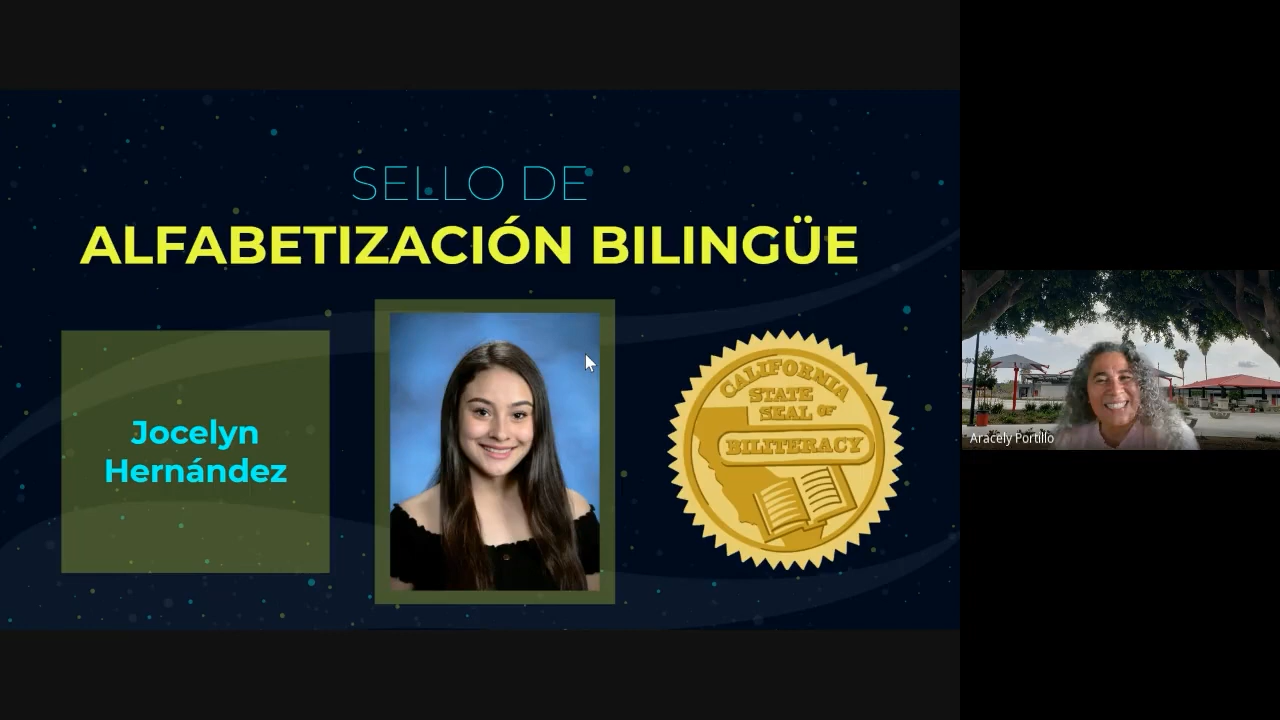 SELLO DE
ALFABETIZACIÓN BILINGÜE
Jocelyn
Hernández
CALIFORNIA
STATE
SEAL OF
BILITERACY
Aracely Portillo